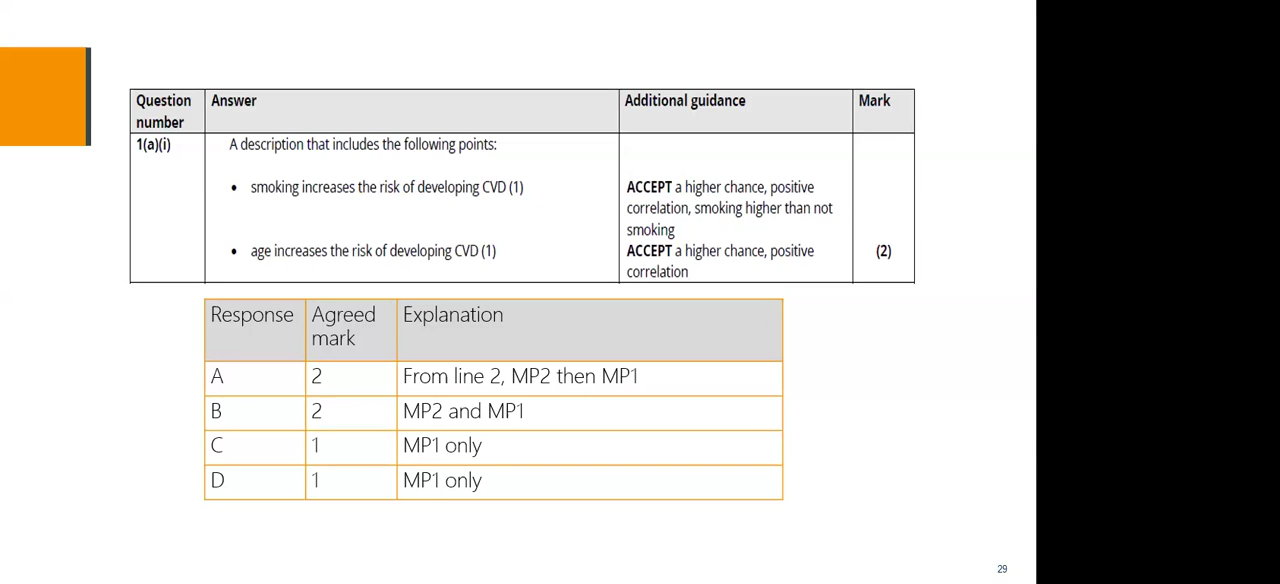 Question number Answer Additional guidance Mark
1(a)(i) A description that includes the following points:
• smoking increases the risk of developing CVD (1) ACCEPT a higher chance, positive
correlation, smoking higher than not
smoking
• age increases the risk of developing CVD (1) ACCEPT a higher chance, positive (2)
correlation
Response Agreed mark Explanation
A 2 From line 2, MP2 then MP1
B 2 MP2 and MP1
C 1 MP1 only
D 1 MP1 only
29